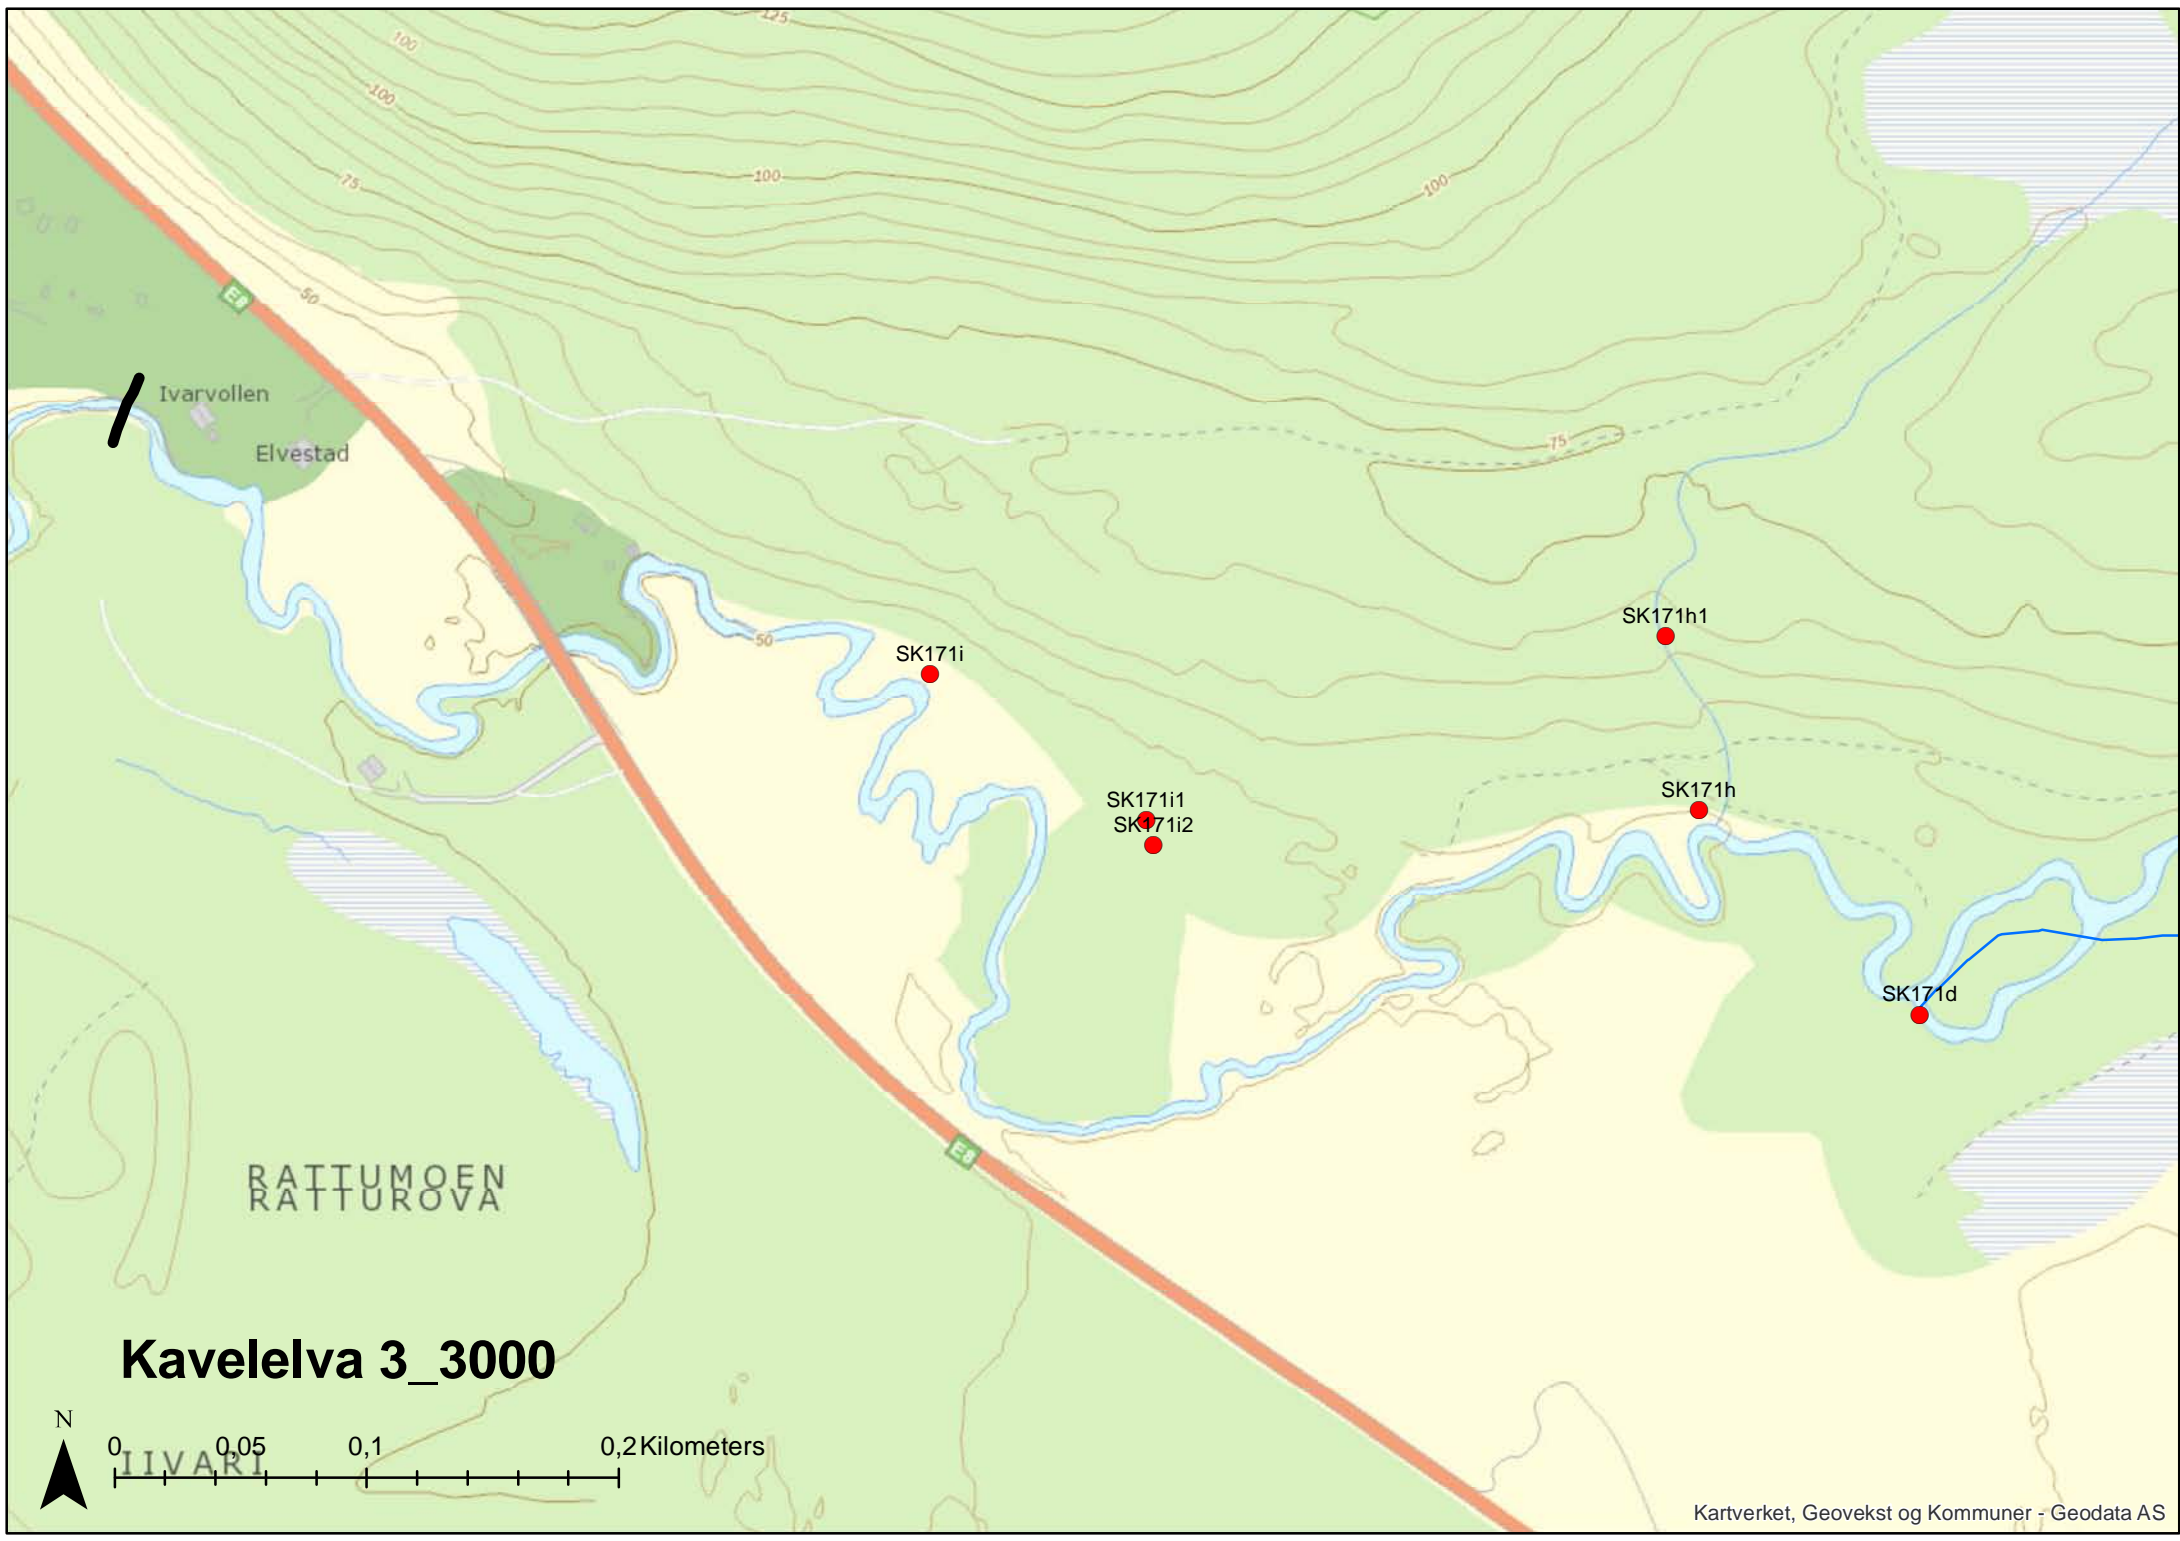 125
100
100
75
100
100
E8
50
Ivarvollen
Elvestad
75
SK171h1
50
SK171i
SK171h
SK171i1
SK171i2
SK171d
E8
RATTUMOEN
RATTUROVA
Kavelelva 3_3000
N
0 0,05 0,1 0,2 Kilometers
IIVARI
Kartverket, Geovekst og Kommuner - Geodata AS